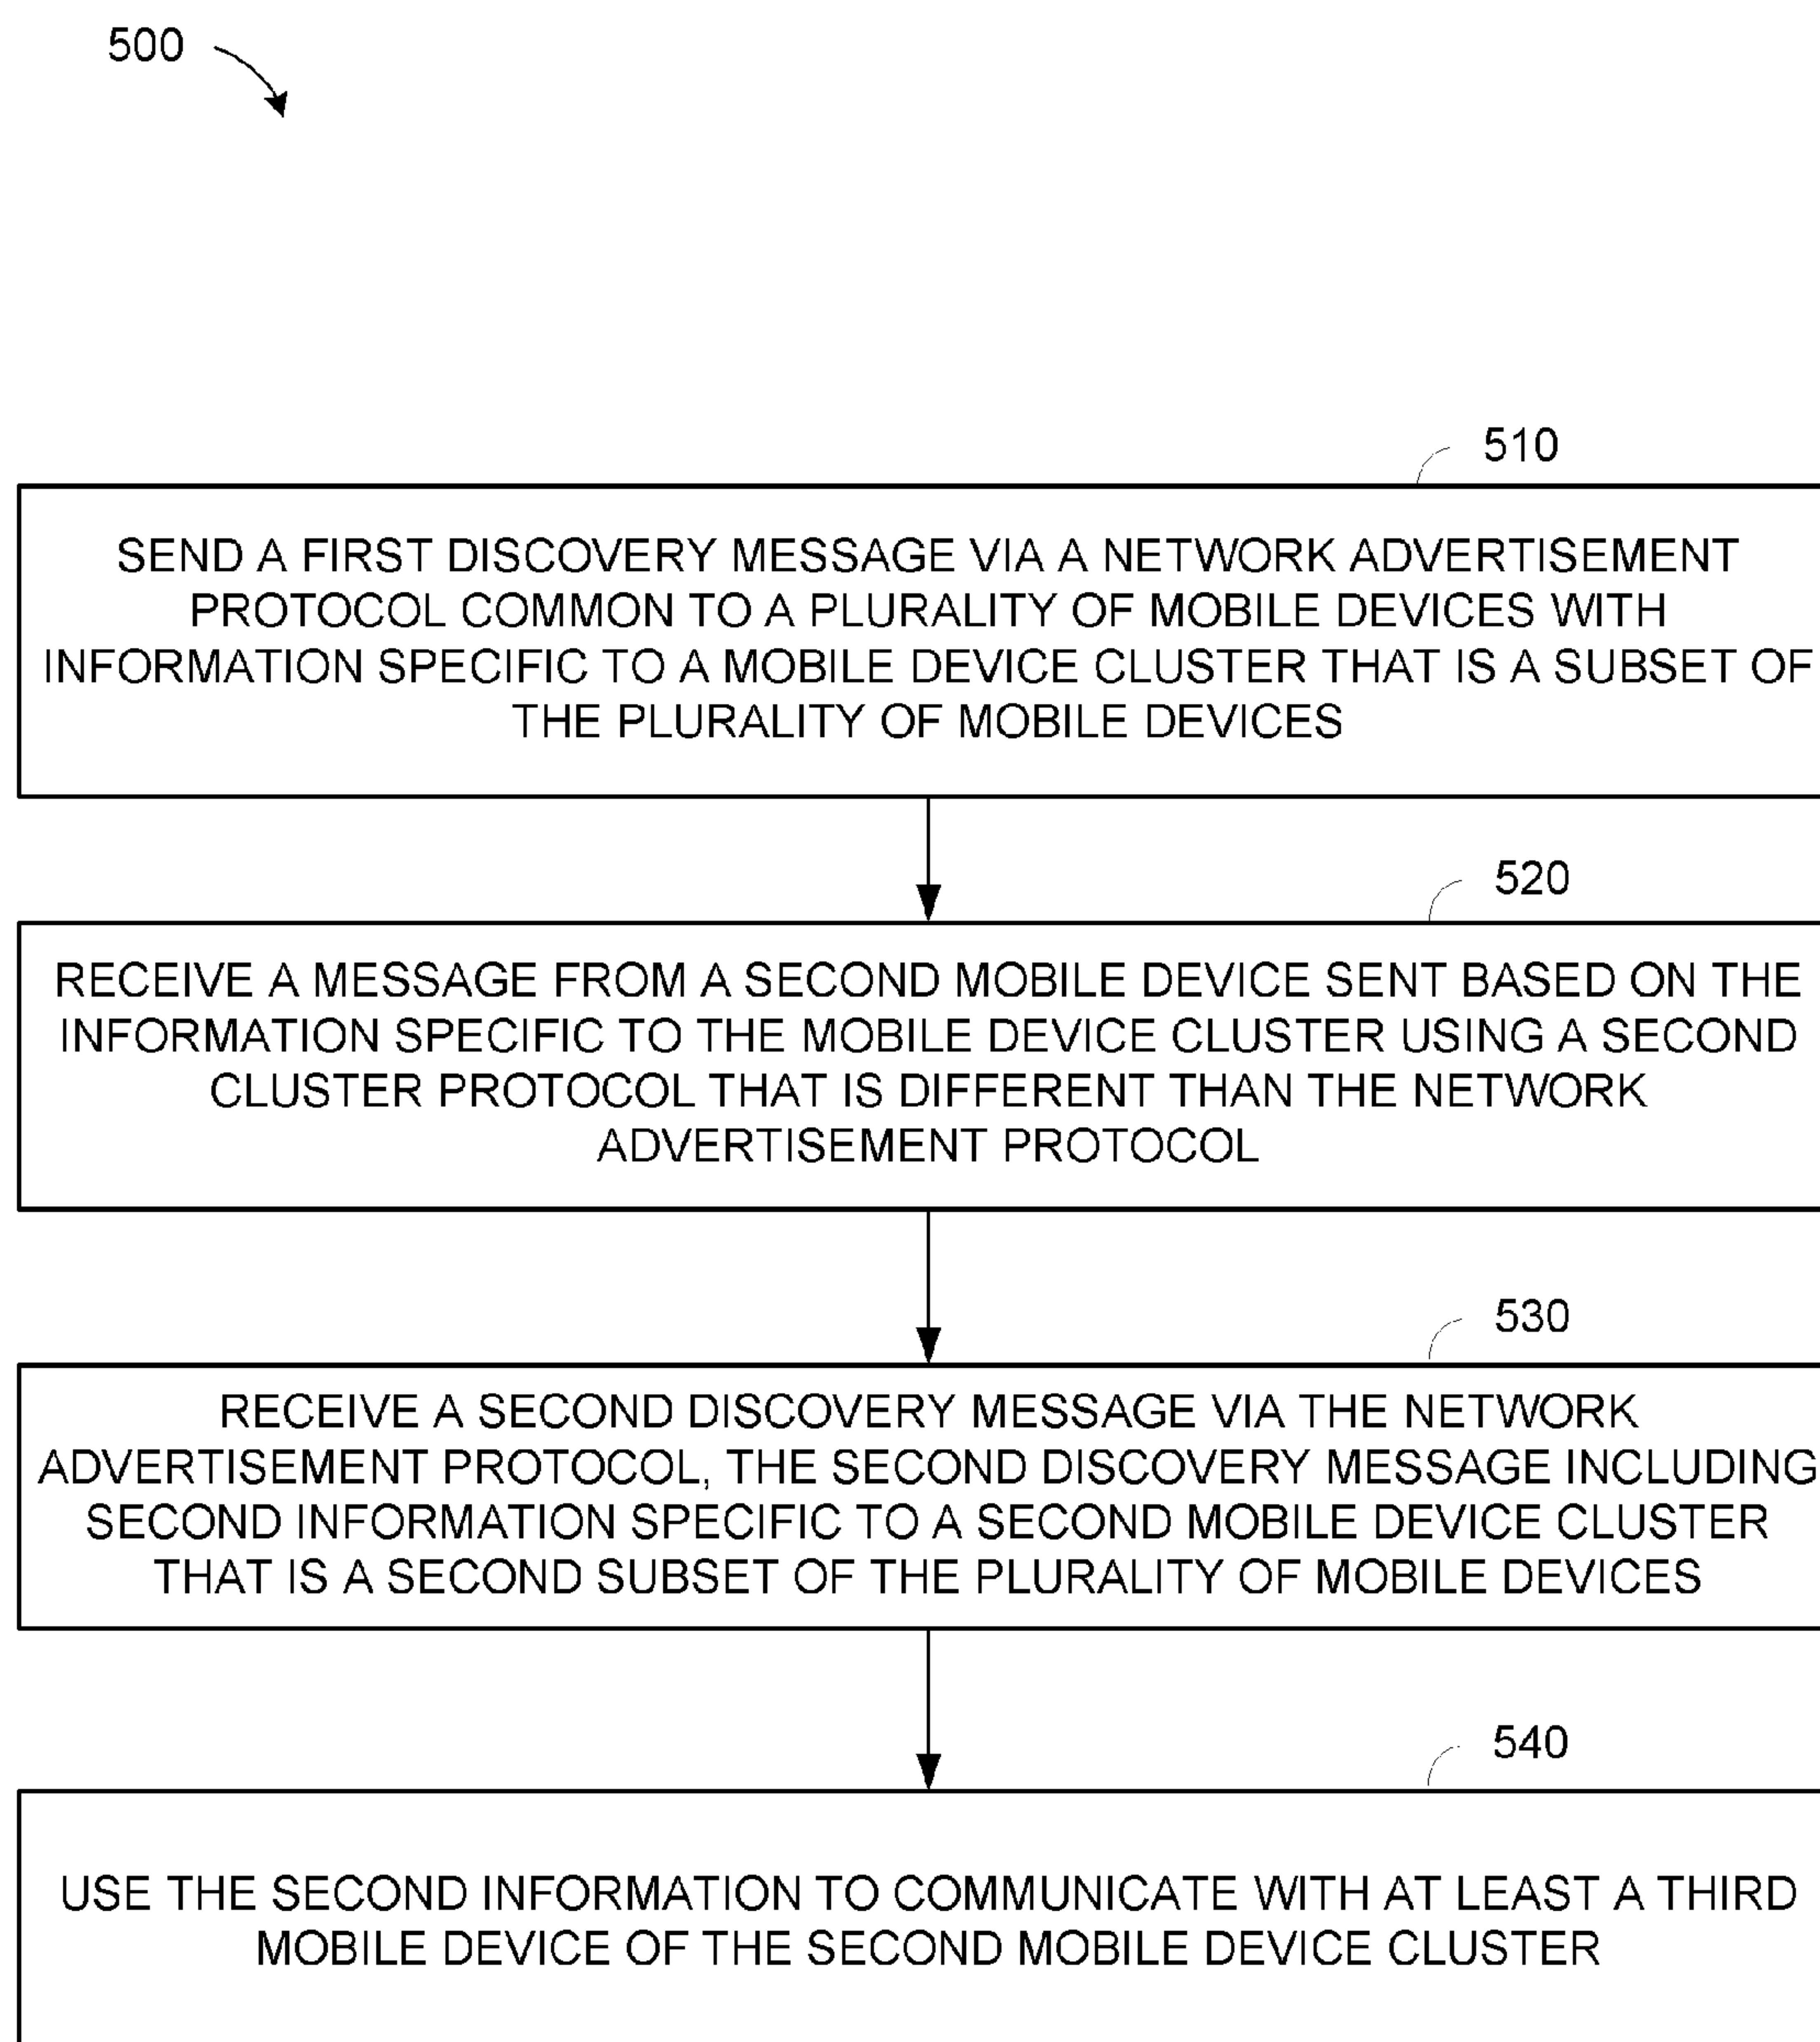 500
510
SEND A FIRST DISCOVERY MESSAGE VIA A NETWORK ADVERTISEMENT
PROTOCOL COMMON TO A PLURALITY OF MOBILE DEVICES WITH
INFORMATION SPECIFIC TO A MOBILE DEVICE CLUSTER THAT IS A SUBSET OF
THE PLURALITY OF MOBILE DEVICES
520
RECEIVE A MESSAGE FROM A SECOND MOBILE DEVICE SENT BASED ON THE
INFORMATION SPECIFIC TO THE MOBILE DEVICE CLUSTER USING A SECOND
CLUSTER PROTOCOL THAT IS DIFFERENT THAN THE NETWORK
ADVERTISEMENT PROTOCOL
530
RECEIVE A SECOND DISCOVERY MESSAGE VIA THE NETWORK
ADVERTISEMENT PROTOCOL, THE SECOND DISCOVERY MESSAGE INCLUDING
SECOND INFORMATION SPECIFIC TO A SECOND MOBILE DEVICE CLUSTER
THAT IS A SECOND SUBSET OF THE PLURALITY OF MOBILE DEVICES
540
USE THE SECOND INFORMATION TO COMMUNICATE WITH AT LEAST A THIRD
MOBILE DEVICE OF THE SECOND MOBILE DEVICE CLUSTER